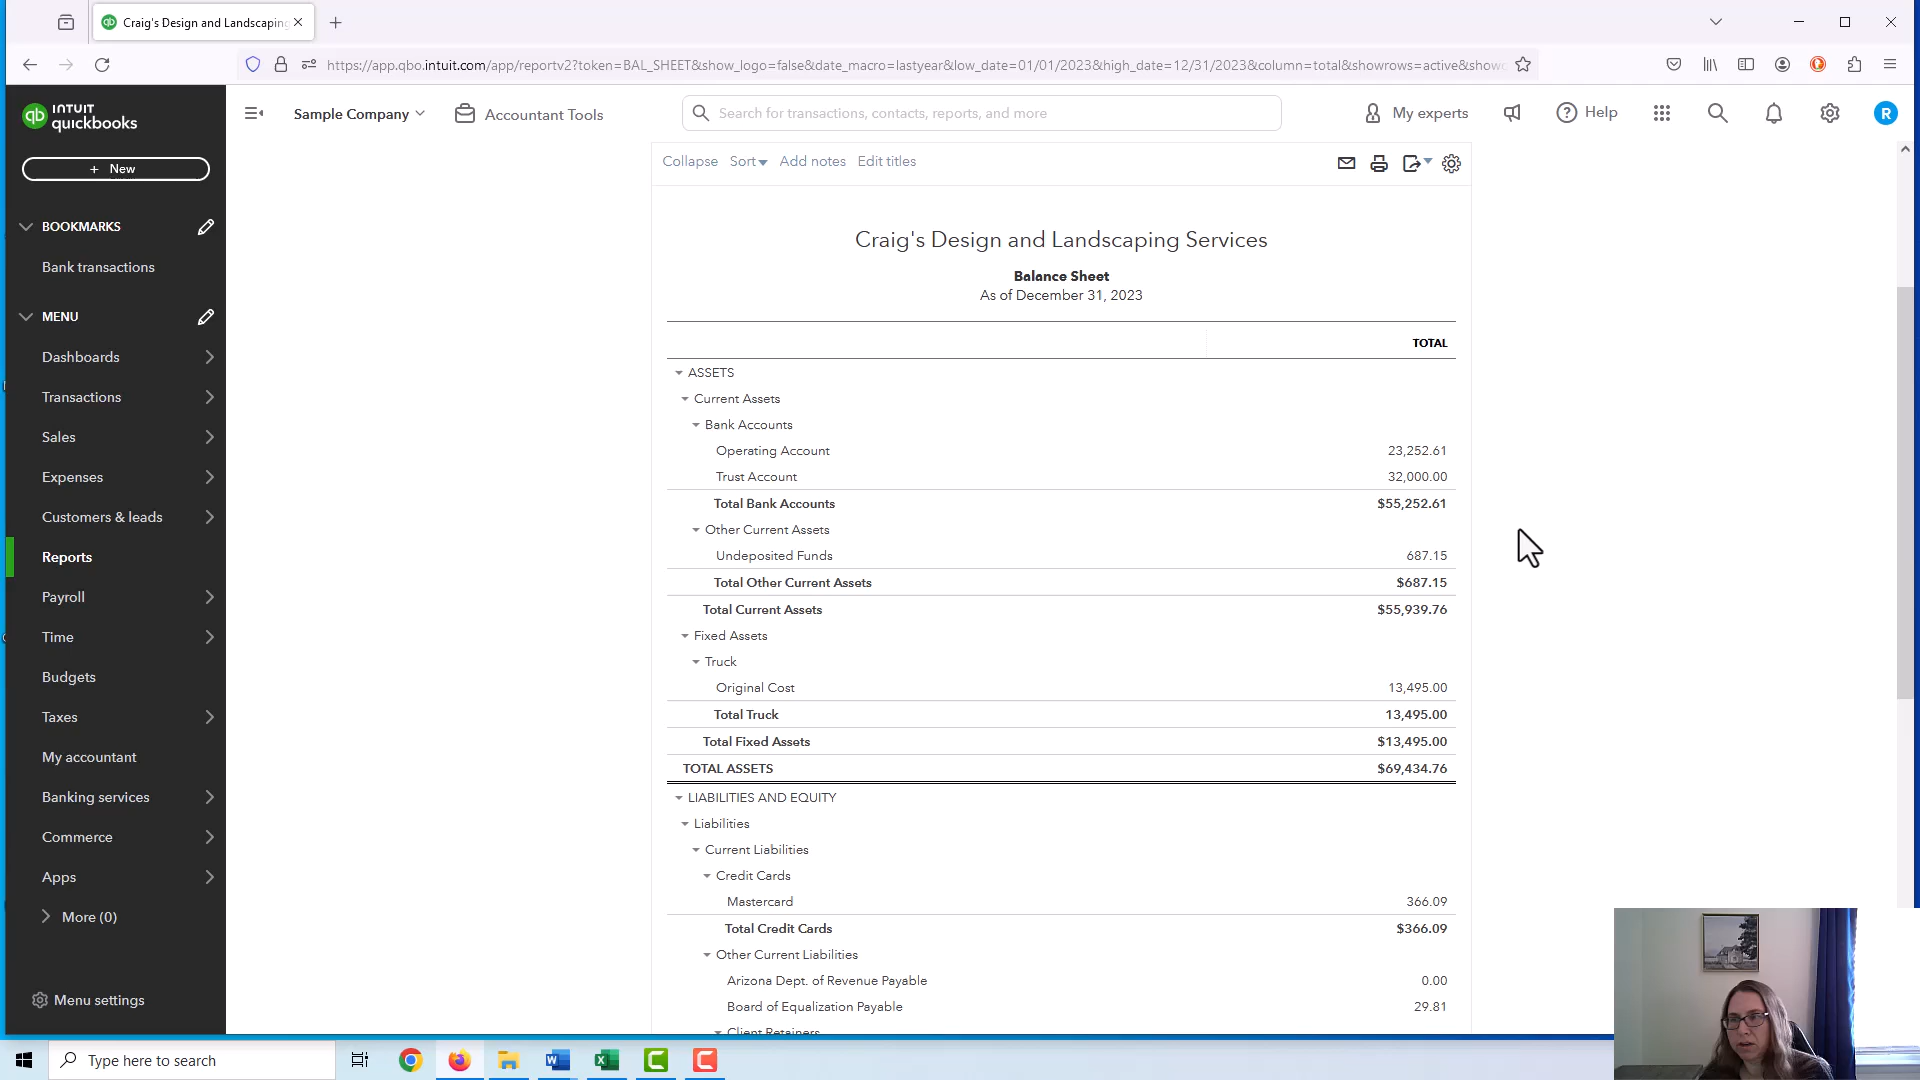 Craig's Design and Landscaping
https://app.qbo.intuit.com/app/reportv2?token=BAL_SHEET&show_logo=false&date_macro=lastyear&low_date=01/01/2023&high_date=12/31/2023&column=total&showrows=active&showc
INTUIT
quickbooks
Sample Company
Accountant Tools
Search for transactions, contacts, reports, and more
My experts
Help
R
+ New
BOOKMARKS
Bank transactions
MENU
Dashboards
Transactions
Sales
Expenses
Customers & leads
Reports
Payroll
Time
Budgets
Taxes
My accountant
Banking services
Commerce
Apps
More (0)
Menu settings
Collapse Sort Add notes Edit titles
Craig's Design and Landscaping Services
Balance Sheet
As of December 31, 2023
TOTAL
ASSETS
Current Assets
Bank Accounts
Operating Account 23,252.61
Trust Account 32,000.00
Total Bank Accounts $55,252.61
Other Current Assets
Undeposited Funds 687.15
Total Other Current Assets $687.15
Total Current Assets $55,939.76
Fixed Assets
Truck
Original Cost 13,495.00
Total Truck 13,495.00
Total Fixed Assets $13,495.00
TOTAL ASSETS $69,434.76
LIABILITIES AND EQUITY
Liabilities
Current Liabilities
Credit Cards
Mastercard 366.09
Total Credit Cards $366.09
Other Current Liabilities
Arizona Dept. of Revenue Payable 0.00
Board of Equalization Payable 29.81
Client Retainers
Type here to search